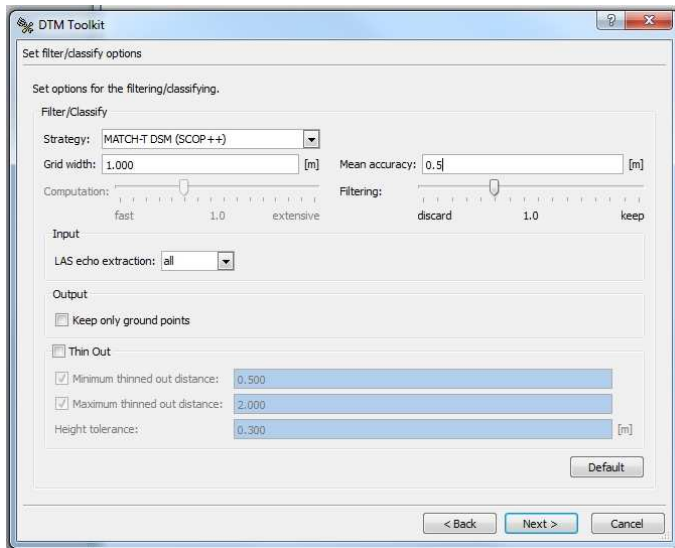 DTM Toolkit
Set filter/classify options
Set options for the filtering/classifying.
Filter/Classify
Strategy: MATCH-T DSM (SCOP++)
Grid width: 1.000 [m] Mean accuracy: 0.5 [m]
Computation: Filtering:
fast 1.0 extensive discard 1.0 keep
Input
LAS echo extraction: all
Output
Keep only ground points
Thin Out
Minimum thinned out distance: 0.500
Maximum thinned out distance: 2.000
Height tolerance: 0.300 [m]
Default
< Back Next > Cancel